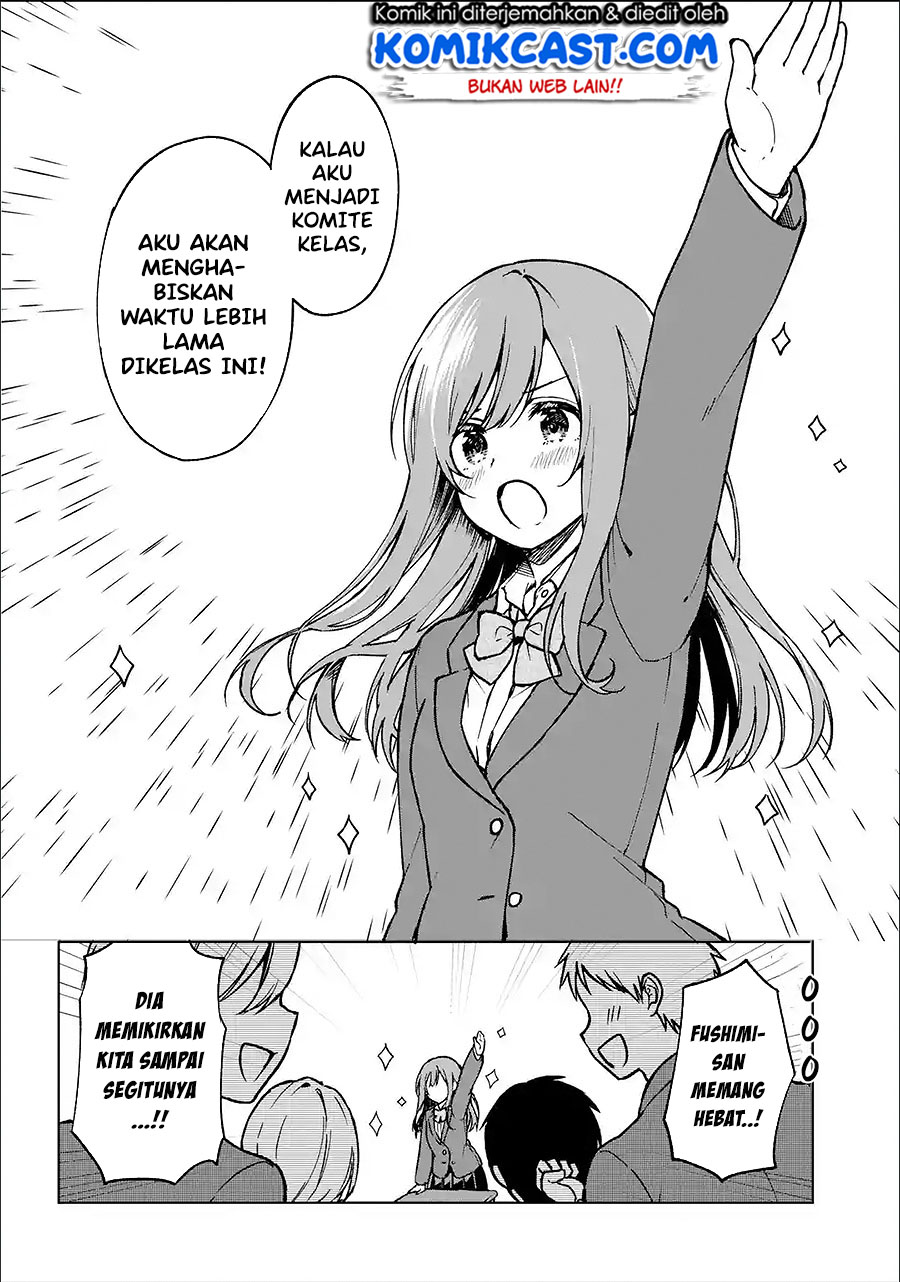 Komik ini diterjemahkan & diedit oleh
KOMIKCAST.COM
BUKAN WEB LAIN!!
KALAU
AKU
MENJADI
KOMITE
KELAS,
AKU AKAN
MENGHA-
BISKAN
WAKTU LEBIH
LAMA
DIKELAS INI!
O
O
O
FUSHIMI-
SAN
MEMANG
HEBAT..!
DIA
MEMIKIRKAN
KITA SAMPAI
SEGITUNYA
....!!